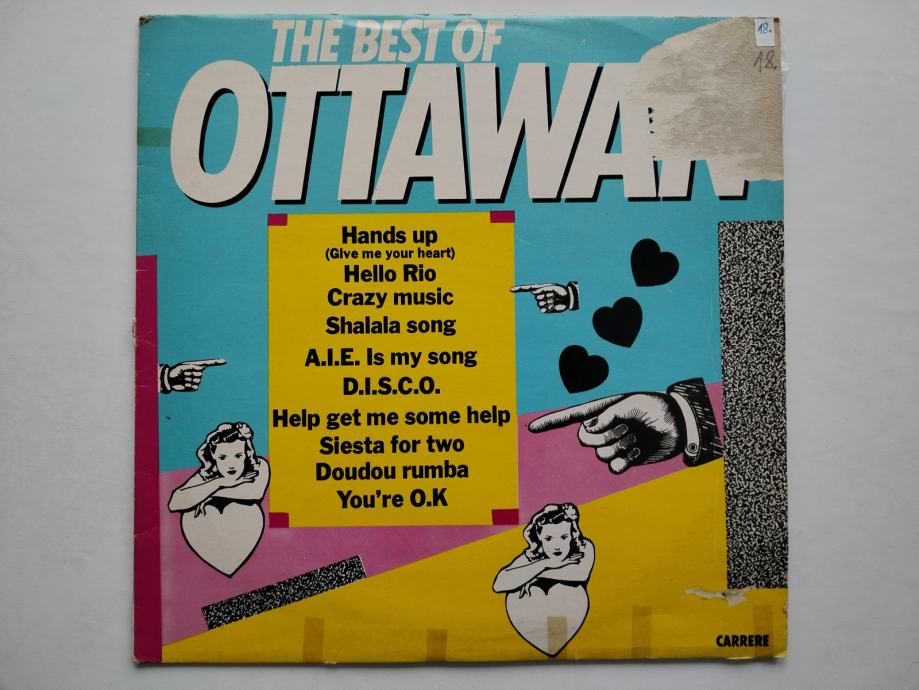 THE BEST OF
OTTAWAN
18.
18.
Hands up
(Give me your heart)
Hello Rio
Crazy music
Shalala song
A.I.E. Is my song
D.I.S.C.O.
Help get me some help
Siesta for two
Doudou rumba
You're O.K
CARRERE